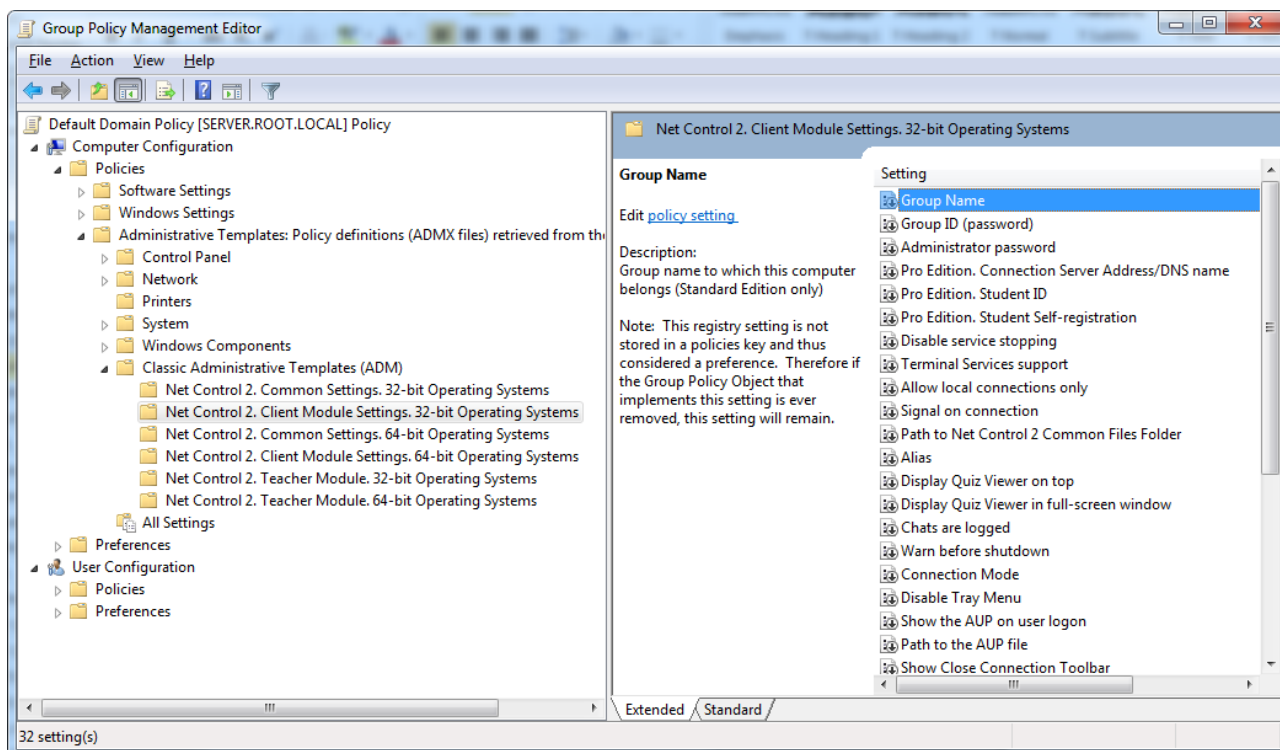 Group Policy Management Editor
File Action View Help
Default Domain Policy [SERVER.ROOT.LOCAL] Policy
Computer Configuration
Policies
Software Settings
Windows Settings
Administrative Templates: Policy definitions (ADMX files) retrieved from the
Control Panel
Network
Printers
System
Windows Components
Classic Administrative Templates (ADM)
Net Control 2. Common Settings. 32-bit Operating Systems
Net Control 2. Client Module Settings. 32-bit Operating Systems
Net Control 2. Common Settings. 64-bit Operating Systems
Net Control 2. Client Module Settings. 64-bit Operating Systems
Net Control 2. Teacher Module. 32-bit Operating Systems
Net Control 2. Teacher Module. 64-bit Operating Systems
All Settings
Preferences
User Configuration
Policies
Preferences
Net Control 2. Client Module Settings. 32-bit Operating Systems
Group Name
Edit policy setting
Description:
Group name to which this computer
belongs (Standard Edition only)
Note: This registry setting is not
stored in a policies key and thus
considered a preference. Therefore if
the Group Policy Object that
implements this setting is ever
removed, this setting will remain.
Setting
Group Name
Group ID (password)
Administrator password
Pro Edition. Connection Server Address/DNS name
Pro Edition. Student ID
Pro Edition. Student Self-registration
Disable service stopping
Terminal Services support
Allow local connections only
Signal on connection
Path to Net Control 2 Common Files Folder
Alias
Display Quiz Viewer on top
Display Quiz Viewer in full-screen window
Chats are logged
Warn before shutdown
Connection Mode
Disable Tray Menu
Show the AUP on user logon
Path to the AUP file
Show Close Connection Toolbar
Extended Standard
32 setting(s)